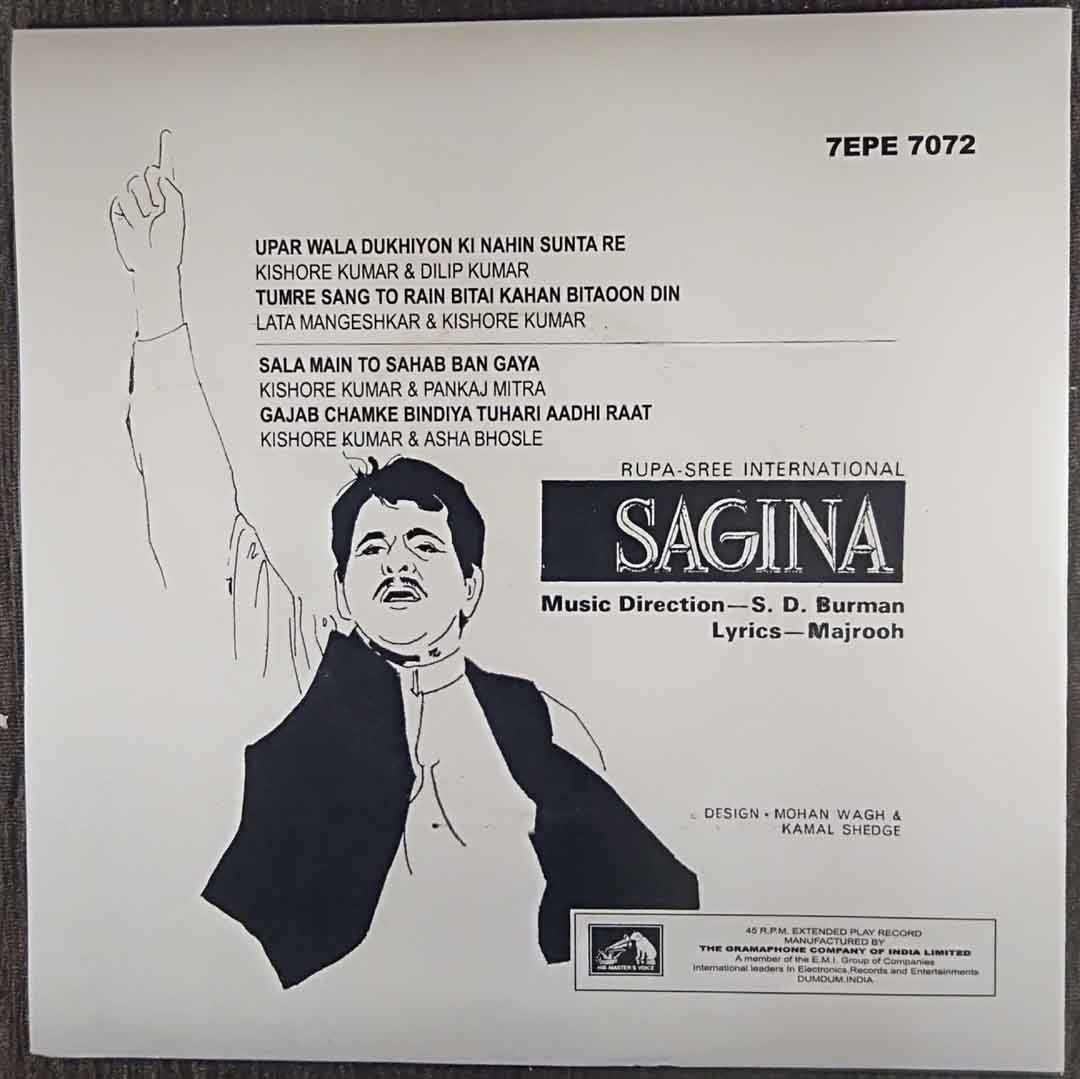 7EPE 7072
UPAR WALA DUKHIYON KI NAHIN SUNTA RE
KISHORE KUMAR & DILIP KUMAR
TUMRE SANG TO RAIN BITAI KAHAN BITAOON DIN
LATA MANGESHKAR & KISHORE KUMAR
SALA MAIN TO SAHAB BAN GAYA
KISHORE KUMAR & PANKAJ MITRA
GAJAB CHAMKE BINDIYA TUHARI AADHI RAAT
KISHORE KUMAR & ASHA BHOSLE
RUPA-SREE INTERNATIONAL
SAGINA
Music Direction—S. D. Burman
Lyrics—Majrooh
DESIGN • MOHAN WAGH &
KAMAL SHEDGE
HIS MASTER'S VOICE
45 R.P.M. EXTENDED PLAY RECORD
MANUFACTURED BY
THE GRAMAPHONE COMPANY OF INDIA LIMITED
A member of the E.M.I. Group of Companies
International leaders In Electronics,Records and Entertainments
DUMDUM.INDIA